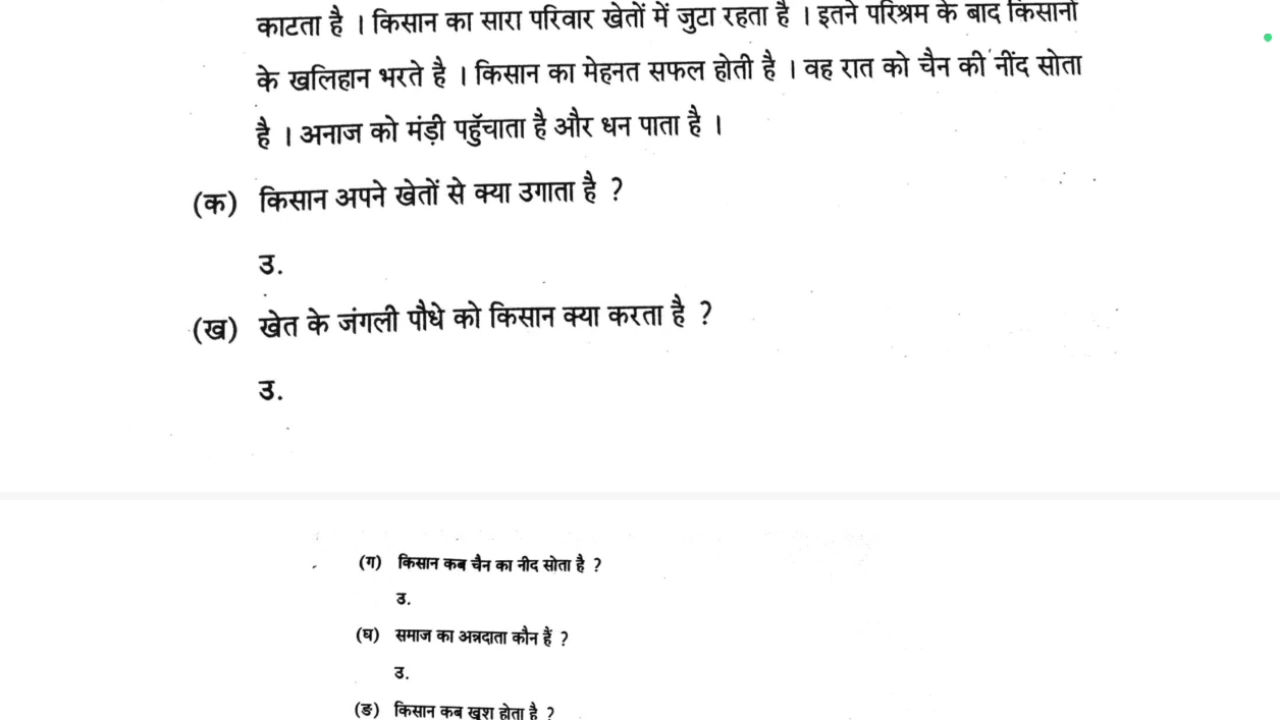 काटता है । किसान का सारा परिवार खेतों में जुटा रहता है । इतने परिश्रम के बाद किसानों
के खलिहान भरते है । किसान का मेहनत सफल होती है । वह रात को चैन की नींद सोता
है । अनाज को मंड़ी पहुॅचाता है और धन पाता है ।
(क) किसान अपने खेतों से क्या उगाता है ?
उ.
(ख) खेत के जंगली पौधे को किसान क्या करता है ?
उ.
(ग) किसान कब चैन का नीद सोता है ?
उ.
(घ) समाज का अन्नदाता कौन हैं ?
उ.
(ङ) किसान कब खुश होता है ?